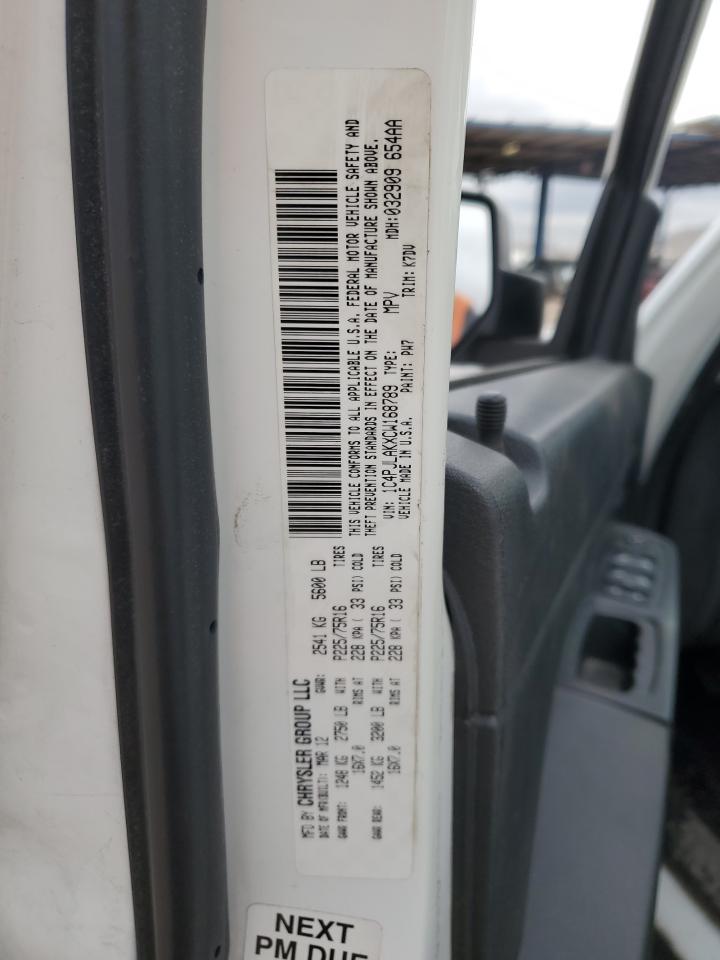 MFD BY CHRYSLER GROUP LLC
DATE OF MFR(BUILT): MAR 12 GVWR: 2541 KG 5600 LB
GAWR FRONT: 1248 KG 2750 LB WITH P225/75R16 TIRES
16X7.0 RIMS AT 228 KPA ( 33 PSI) COLD
GAWR REAR: 1452 KG 3200 LB WITH P225/75R16 TIRES
16X7.0 RIMS AT 228 KPA ( 33 PSI) COLD
THIS VEHICLE CONFORMS TO ALL APPLICABLE U.S.A. FEDERAL MOTOR VEHICLE SAFETY AND
THEFT PREVENTION STANDARDS IN EFFECT ON THE DATE OF MANUFACTURE SHOWN ABOVE.
VIN: 1C4PJLAKXCW168789 TYPE: MPV MDH:032909 654AA
VEHICLE MADE IN U.S.A. PAINT: PW7 TRIM: K7DV
NEXT
PM DUE